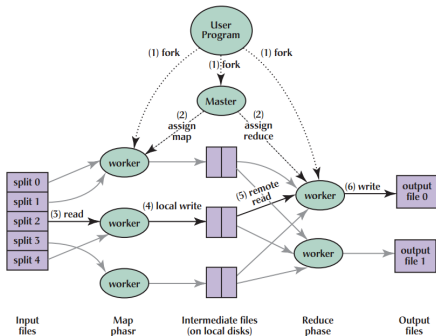 User
Program
(1) fork
(1) fork
(1) fork
Master
(2)
assign
map
(2)
assign
reduce
worker
split 0
split 1
split 2
split 3
split 4
(3) read
worker
(4) local write
(5) remote
read
worker
(6) write
output
file 0
worker
output
file 1
worker
Input
files
Map
phasr
Intermediate files
(on local disks)
Reduce
phase
Output
files